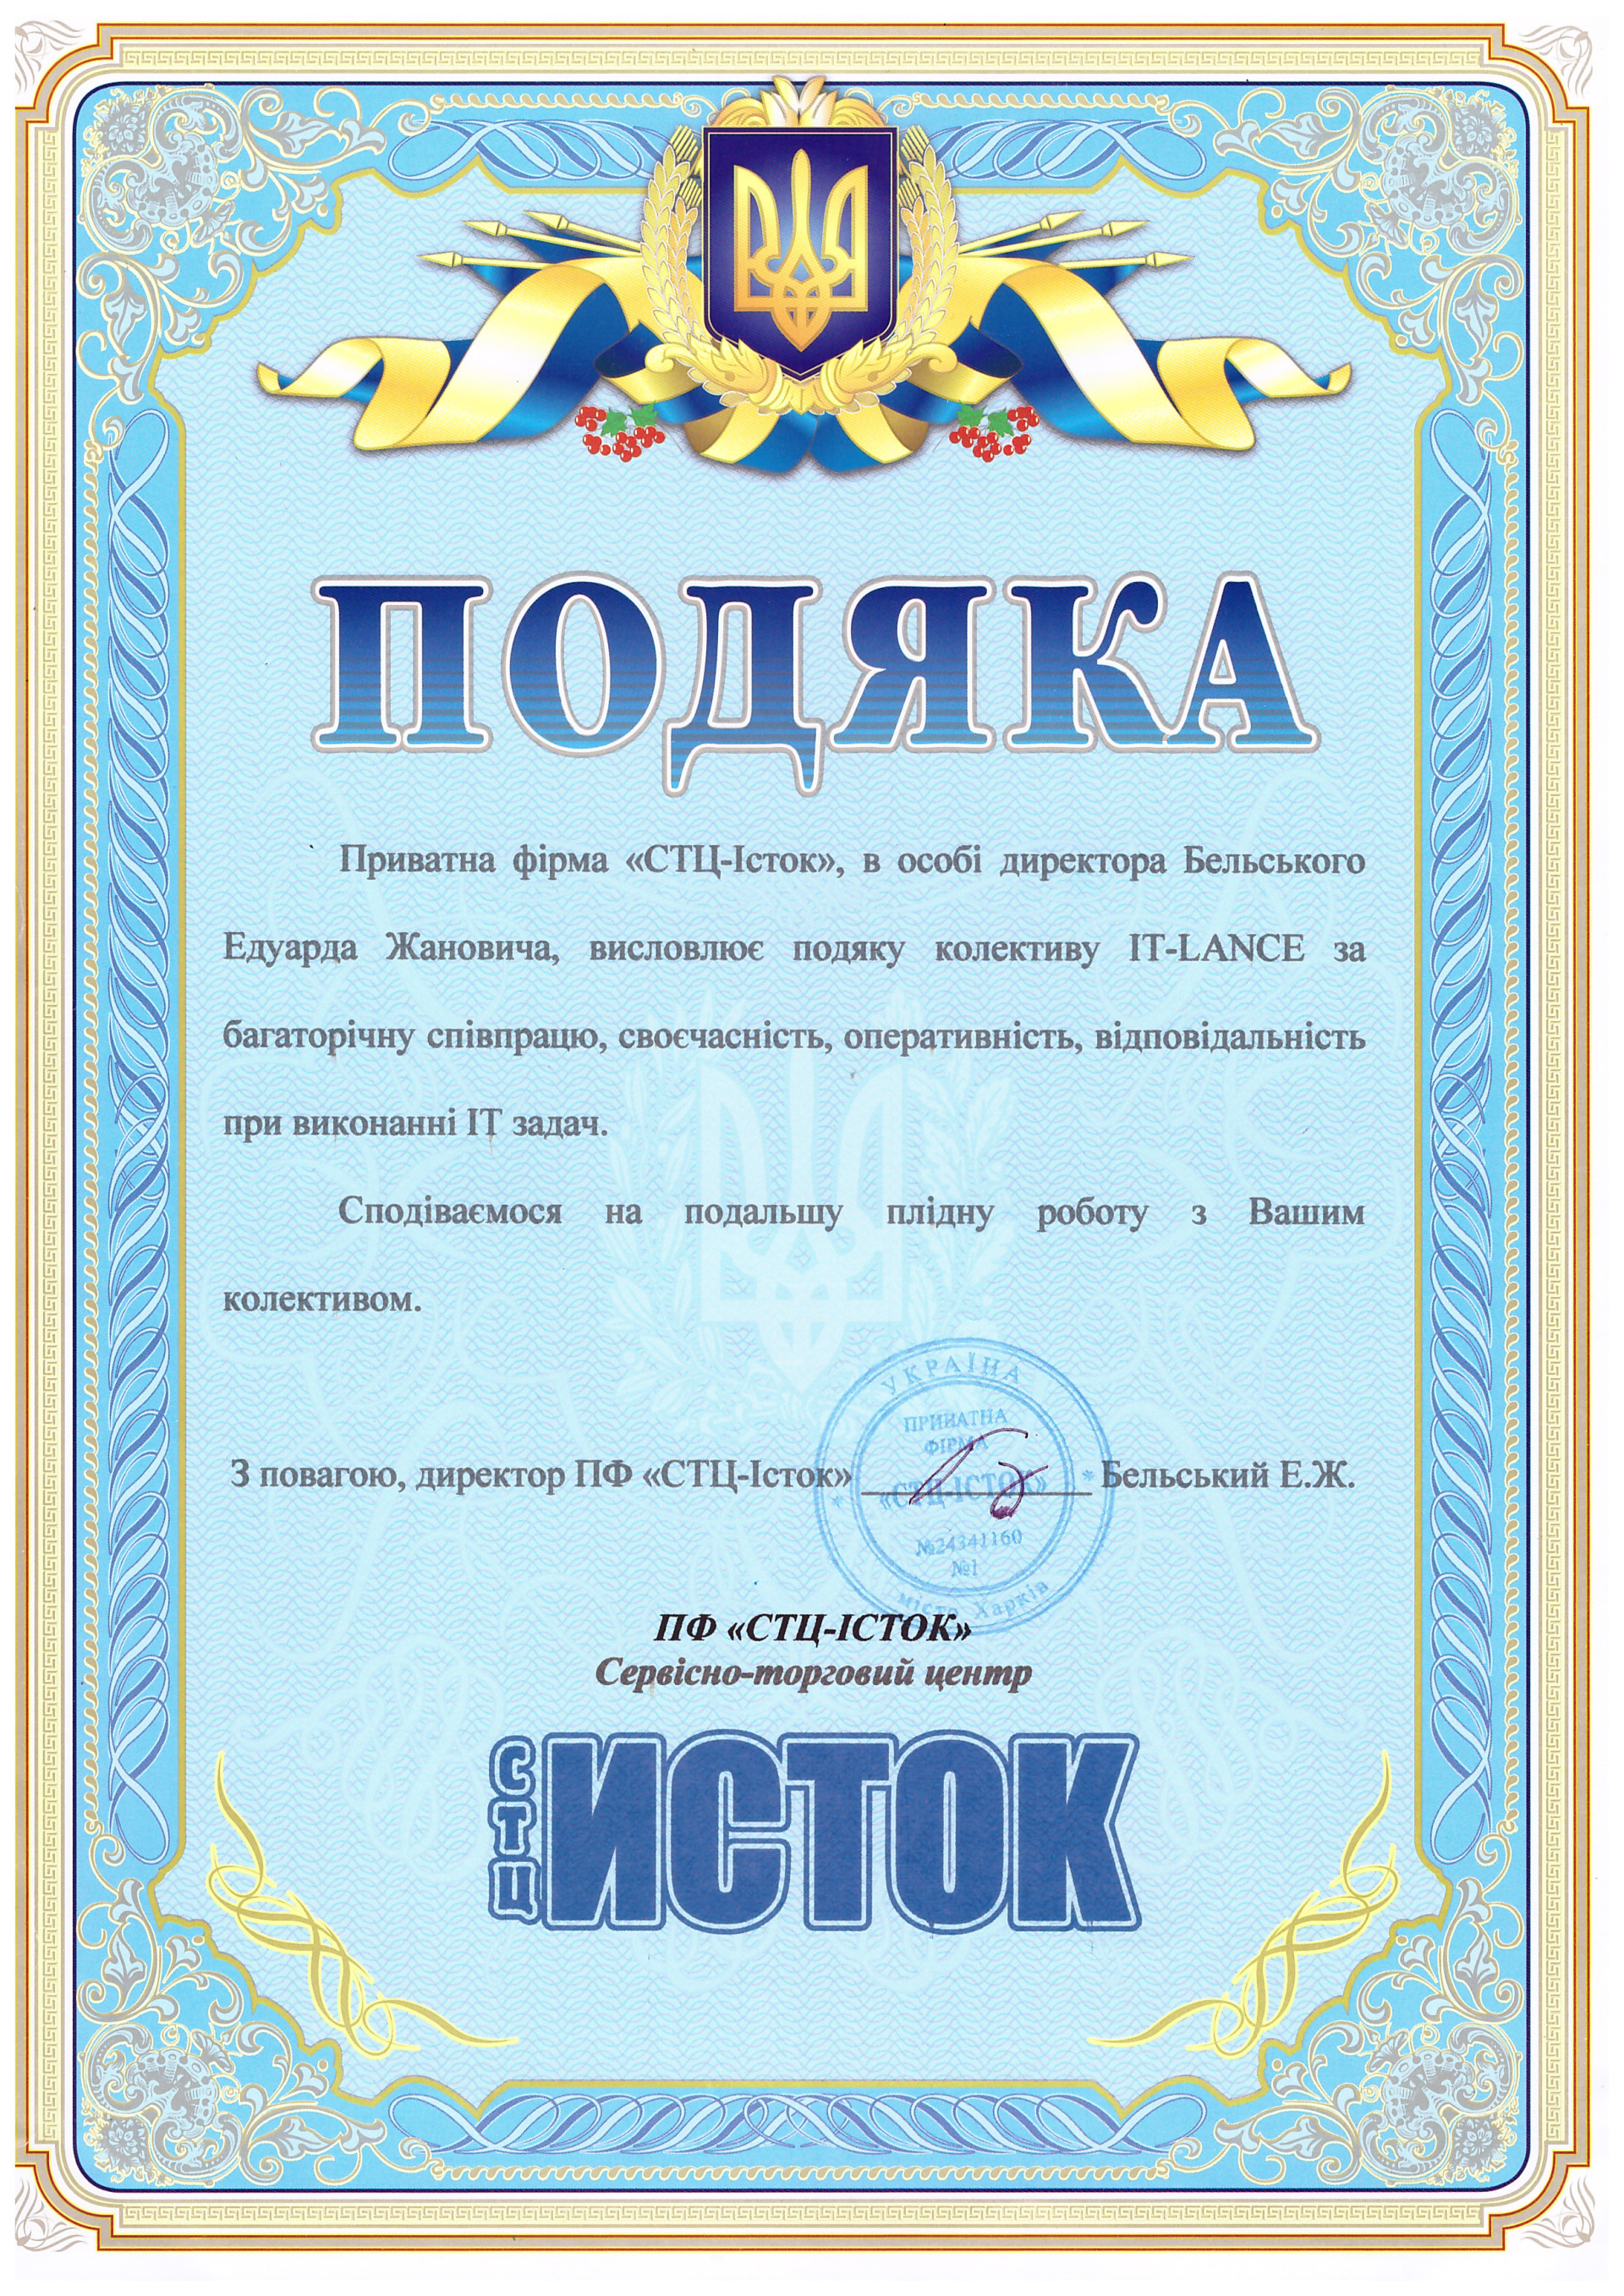 ПОДЯКА
Приватна фірма «СТЦ-Істок», в особі директора Бельського
Едуарда Жановича, висловлює подяку колективу IT-LANCE за
багаторічну співпрацю, своєчасність, оперативність, відповідальність
при виконанні ІТ задач.
Сподіваємося на подальшу плідну роботу з Вашим
колективом.
УКРАЇНА
ПРИВАТНА
ФІРМА
З повагою, директор ПФ «СТЦ-Істок» Бельський Е.Ж.
«СТЦ-ІСТОК»
№24341160
№1
місто Харків
ПФ «СТЦ-ІСТОК»
Сервісно-торговий центр
СТЦ ИСТОК